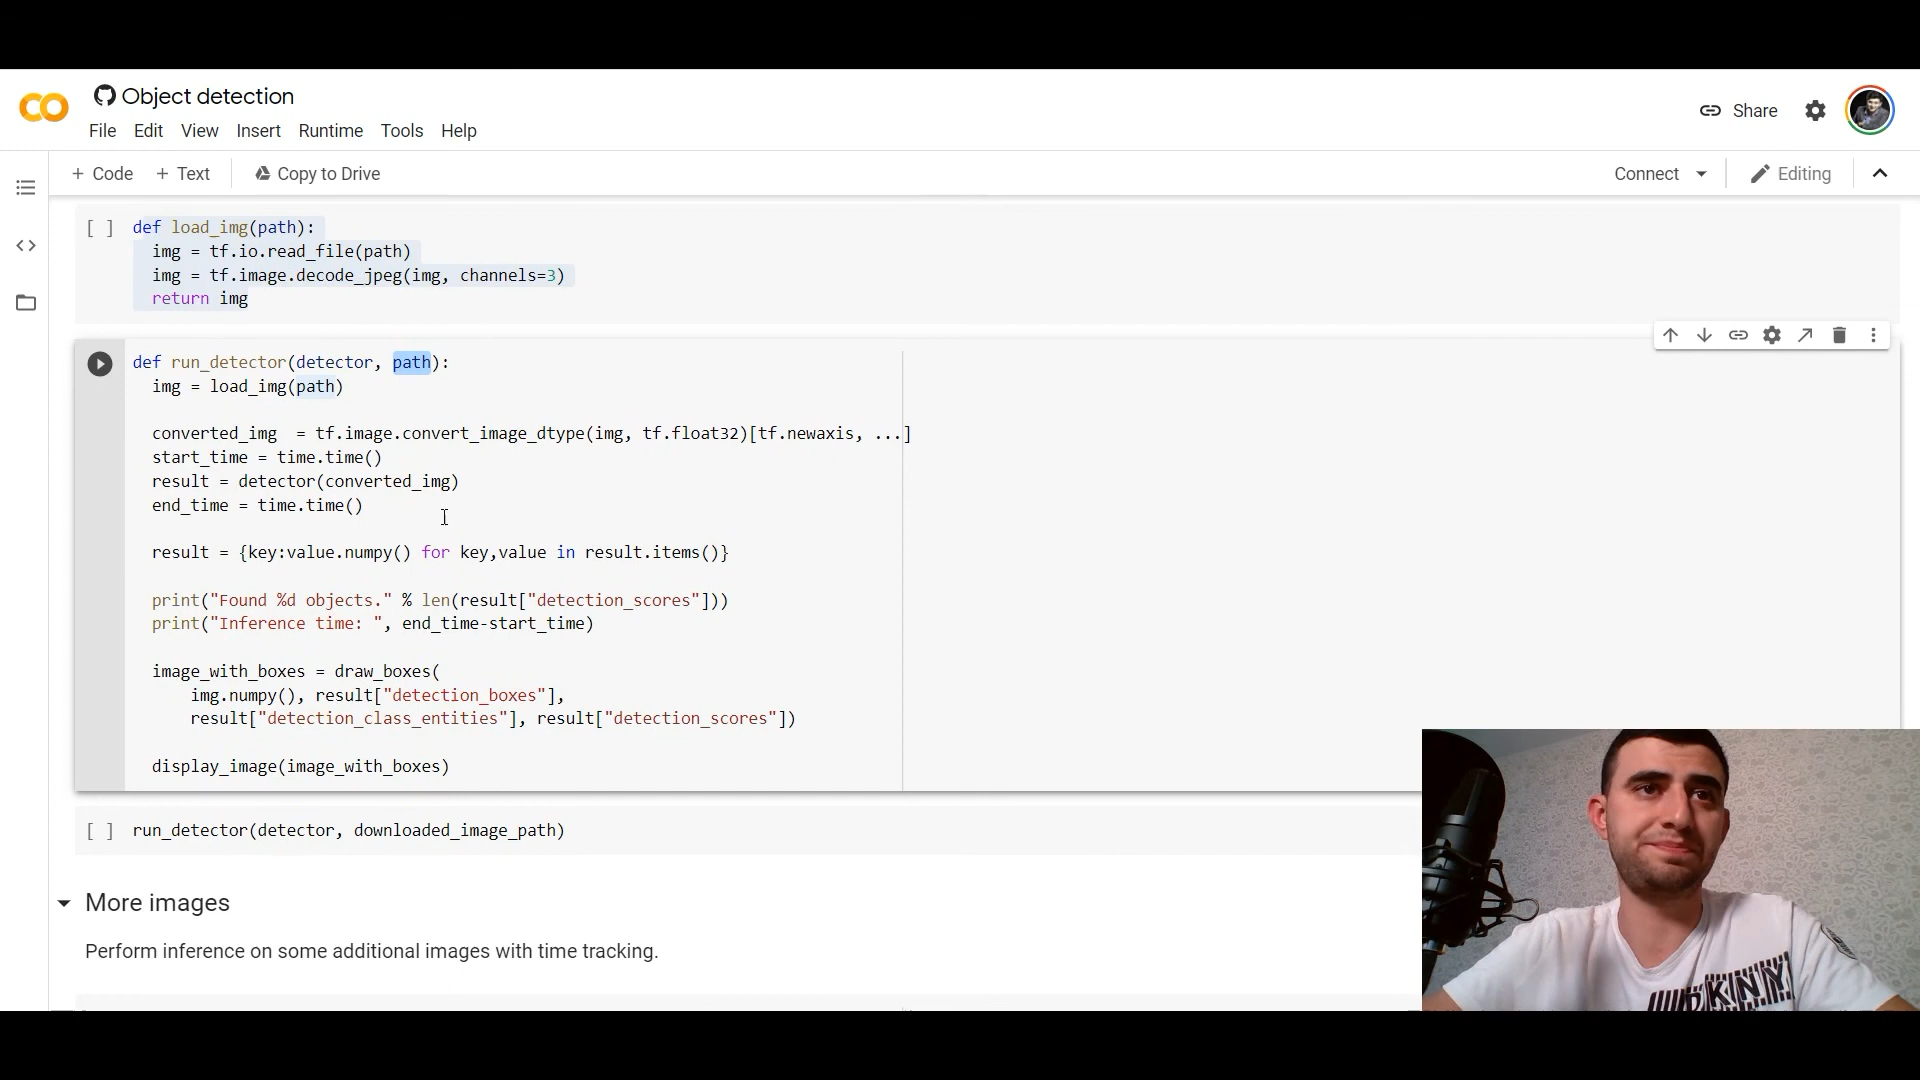 Object detection
File Edit View Insert Runtime Tools Help
Share
+ Code + Text Copy to Drive
Connect Editing
[ ] def load_img(path):
img = tf.io.read_file(path)
img = tf.image.decode_jpeg(img, channels=3)
return img
def run_detector(detector, path):
img = load_img(path)
converted_img  = tf.image.convert_image_dtype(img, tf.float32)[tf.newaxis, ...]
start_time = time.time()
result = detector(converted_img)
end_time = time.time()
result = {key:value.numpy() for key,value in result.items()}
print("Found %d objects." % len(result["detection_scores"]))
print("Inference time: ", end_time-start_time)
image_with_boxes = draw_boxes(
img.numpy(), result["detection_boxes"],
result["detection_class_entities"], result["detection_scores"])
display_image(image_with_boxes)
[ ] run_detector(detector, downloaded_image_path)
More images
Perform inference on some additional images with time tracking.
DKNY